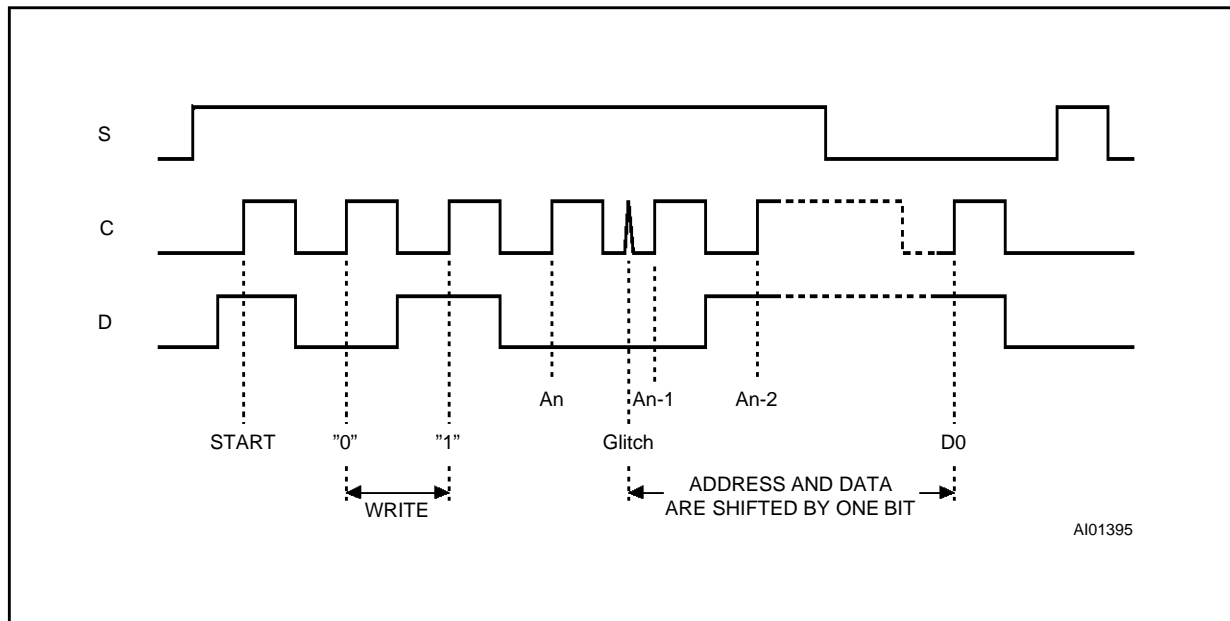 S
C
D
An
An-1
An-2
START
”0”
”1”
Glitch
D0
WRITE
ADDRESS AND DATA
ARE SHIFTED BY ONE BIT
AI01395